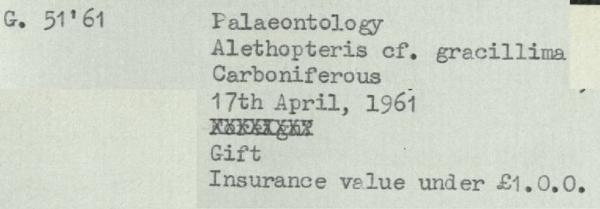 G. 51'61 Palaeontology
Alethopteris cf. gracillima
Carboniferous
17th April, 1961
Gift
Insurance value under £1.0.0.